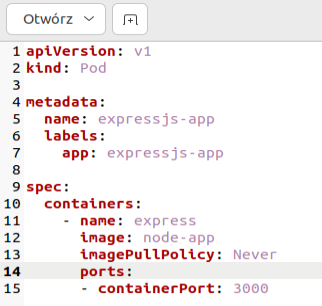 Otwórz
1 apiVersion: v1
2 kind: Pod
3
4 metadata:
5   name: expressjs-app
6   labels:
7     app: expressjs-app
8
9 spec:
10   containers:
11     - name: express
12       image: node-app
13       imagePullPolicy: Never
14       ports:
15       - containerPort: 3000